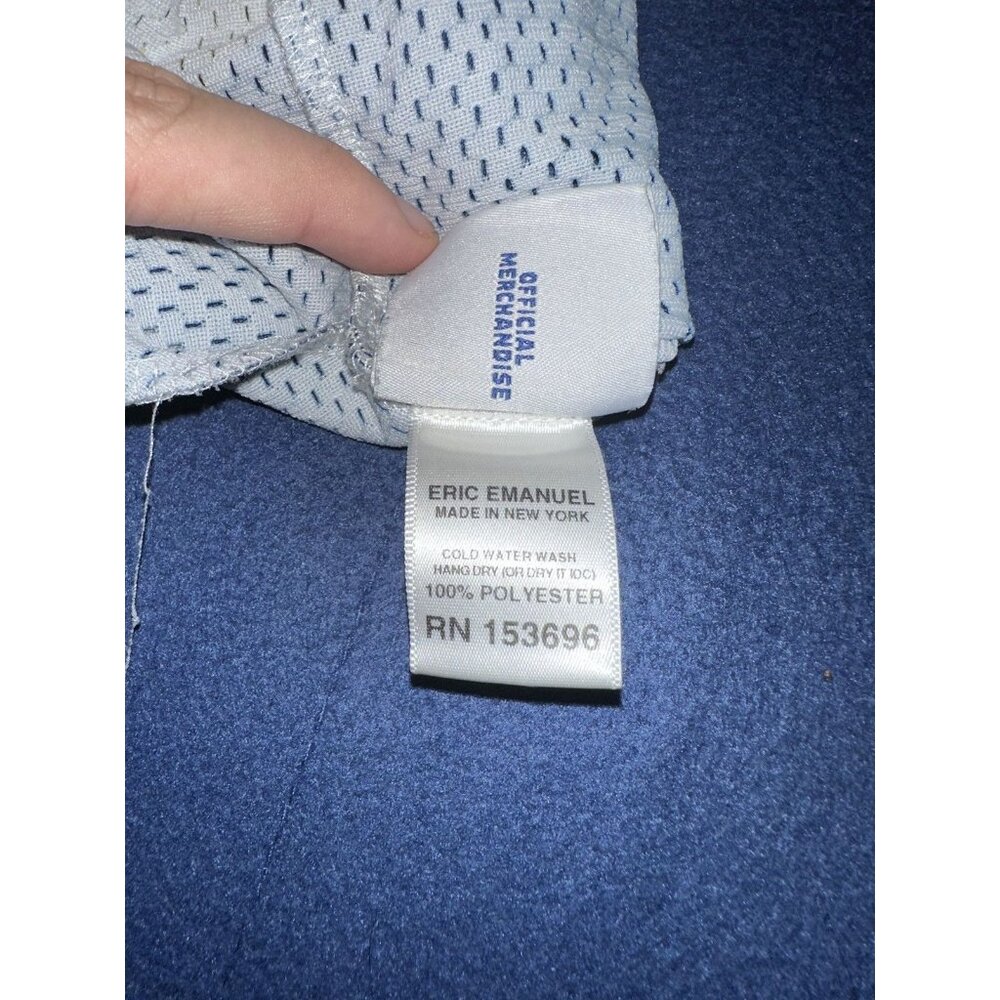 OFFICIAL
MERCHANDISE
ERIC EMANUEL
MADE IN NEW YORK
COLD WATER WASH
HANG DRY (OR DRY IT IDC)
100% POLYESTER
RN 153696